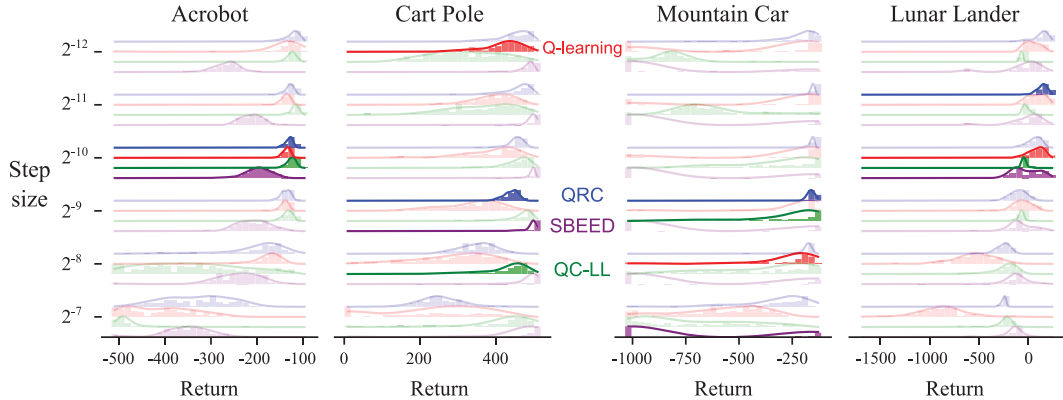 Acrobot Cart Pole Mountain Car Lunar Lander
2-12
Q-learning
2-11
Step
size
2-10
2-9
QRC
SBEED
2-8
QC-LL
2-7
-500 -400 -300 -200 -100 0 200 400 -1000 -750 -500 -250 -1500 -1000 -500 0
Return Return Return Return